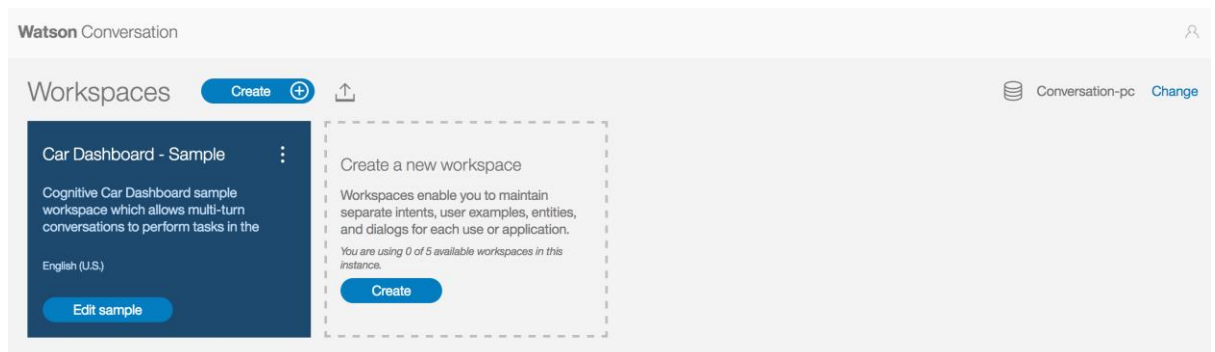 Watson Conversation
Workspaces
Create
Conversation-pc
Change
Car Dashboard - Sample
Cognitive Car Dashboard sample
workspace which allows multi-turn
conversations to perform tasks in the
English (U.S.)
Edit sample
Create a new workspace
Workspaces enable you to maintain
separate intents, user examples, entities,
and dialogs for each use or application.
You are using 0 of 5 available workspaces in this
instance.
Create